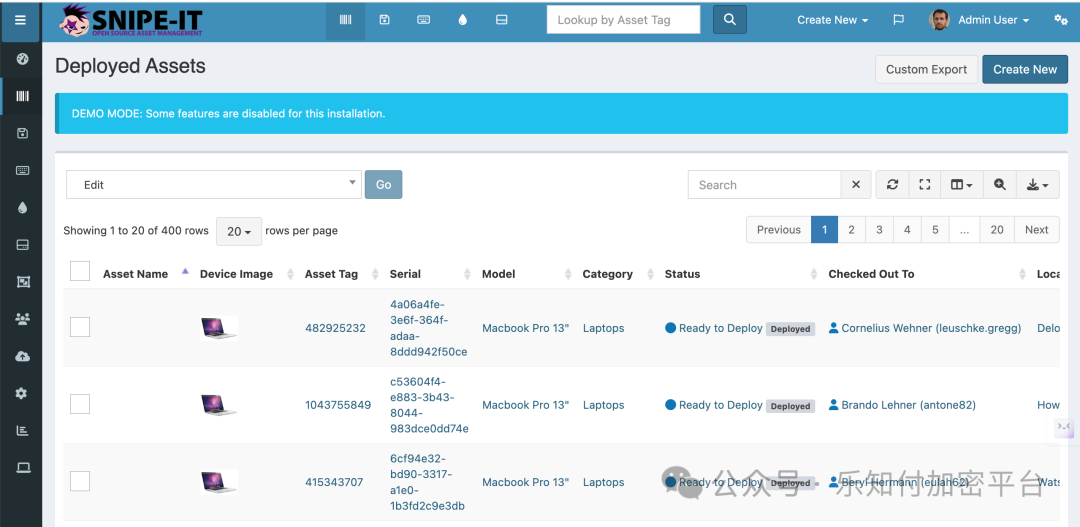 SNIPE-IT
OPEN SOURCE ASSET MANAGEMENT
Lookup by Asset Tag
Create New
Admin User
Deployed Assets
Custom Export
Create New
DEMO MODE: Some features are disabled for this installation.
Edit
Go
Search
Showing 1 to 20 of 400 rows
20
rows per page
Previous 1 2 3 4 5 ... 20 Next
Asset Name Device Image Asset Tag Serial Model Category Status Checked Out To Loca
482925232
4a06a4fe-
3e6f-364f-
adaa-
8ddd942f50ce
Macbook Pro 13" Laptops Ready to Deploy Deployed Cornelius Wehner (leuschke.gregg) Delo
1043755849
c53604f4-
e883-3b43-
8044-
983dce0dd74e
Macbook Pro 13" Laptops Ready to Deploy Deployed Brando Lehner (antone82) How
415343707
6cf94e32-
bd90-3317-
a1e0-
1b3fd2c9e3db
Macbook Pro 13" Laptops Ready to Deploy Deployed Beryl Hermann (eulah62) Wats
公众号 · 乐知付加密平台